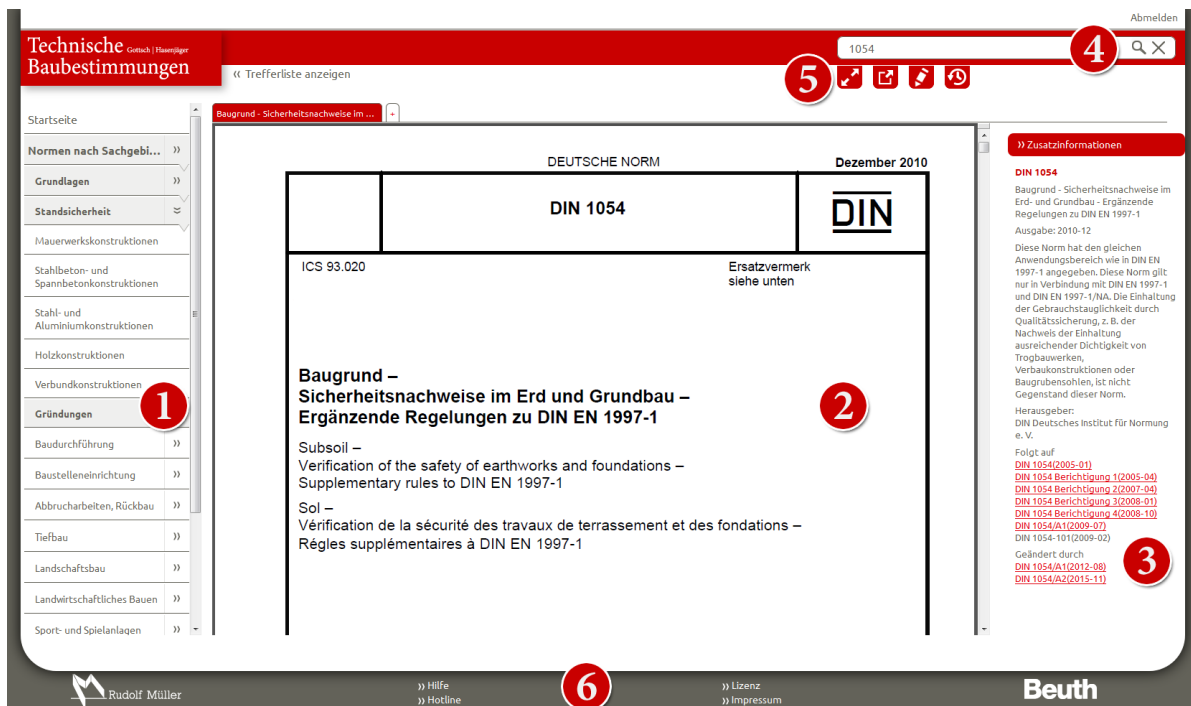 Abmelden
Technische Gottsch | Hasenjäger
Baubestimmungen
1054
4
‹‹ Trefferliste anzeigen
5
Startseite
Normen nach Sachgebi... ››
Grundlagen ››
Standsicherheit
Mauerwerkskonstruktionen
Stahlbeton- und
Spannbetonkonstruktionen
Stahl- und
Aluminiumkonstruktionen
Holzkonstruktionen
Verbundkonstruktionen
Gründungen
1
Baudurchführung ››
Baustelleneinrichtung ››
Abbrucharbeiten, Rückbau ››
Tiefbau ››
Landschaftsbau ››
Landwirtschaftliches Bauen ››
Sport- und Spielanlagen ››
Baugrund - Sicherheitsnachweise im ... +
DEUTSCHE NORM Dezember 2010
DIN 1054 DIN
ICS 93.020 Ersatzvermerk
siehe unten
Baugrund –
Sicherheitsnachweise im Erd und Grundbau –
Ergänzende Regelungen zu DIN EN 1997-1
2
Subsoil –
Verification of the safety of earthworks and foundations –
Supplementary rules to DIN EN 1997-1
Sol –
Vérification de la sécurité des travaux de terrassement et des fondations –
Régles supplémentaires à DIN EN 1997-1
›› Zusatzinformationen
DIN 1054
Baugrund - Sicherheitsnachweise im
Erd- und Grundbau - Ergänzende
Regelungen zu DIN EN 1997-1
Ausgabe: 2010-12
Diese Norm hat den gleichen
Anwendungsbereich wie in DIN EN
1997-1 angegeben. Diese Norm gilt
nur in Verbindung mit DIN EN 1997-1
und DIN EN 1997-1/NA. Die Einhaltung
der Gebrauchstauglichkeit durch
Qualitätssicherung, z. B. der
Nachweis der Einhaltung
ausreichender Dichtigkeit von
Trogbauwerken,
Verbaukonstruktionen oder
Baugrubensohlen, ist nicht
Gegenstand dieser Norm.
Herausgeber:
DIN Deutsches Institut für Normung
e. V.
Folgt auf
DIN 1054(2005-01)
DIN 1054 Berichtigung 1(2005-04)
DIN 1054 Berichtigung 2(2007-04)
DIN 1054 Berichtigung 3(2008-01)
DIN 1054 Berichtigung 4(2008-10)
DIN 1054/A1(2009-07)
DIN 1054-101(2009-02)
Geändert durch
DIN 1054/A1(2012-08)
DIN 1054/A2(2015-11)
3
Rudolf Müller
›› Hilfe
›› Hotline
6
›› Lizenz
›› Impressum
Beuth